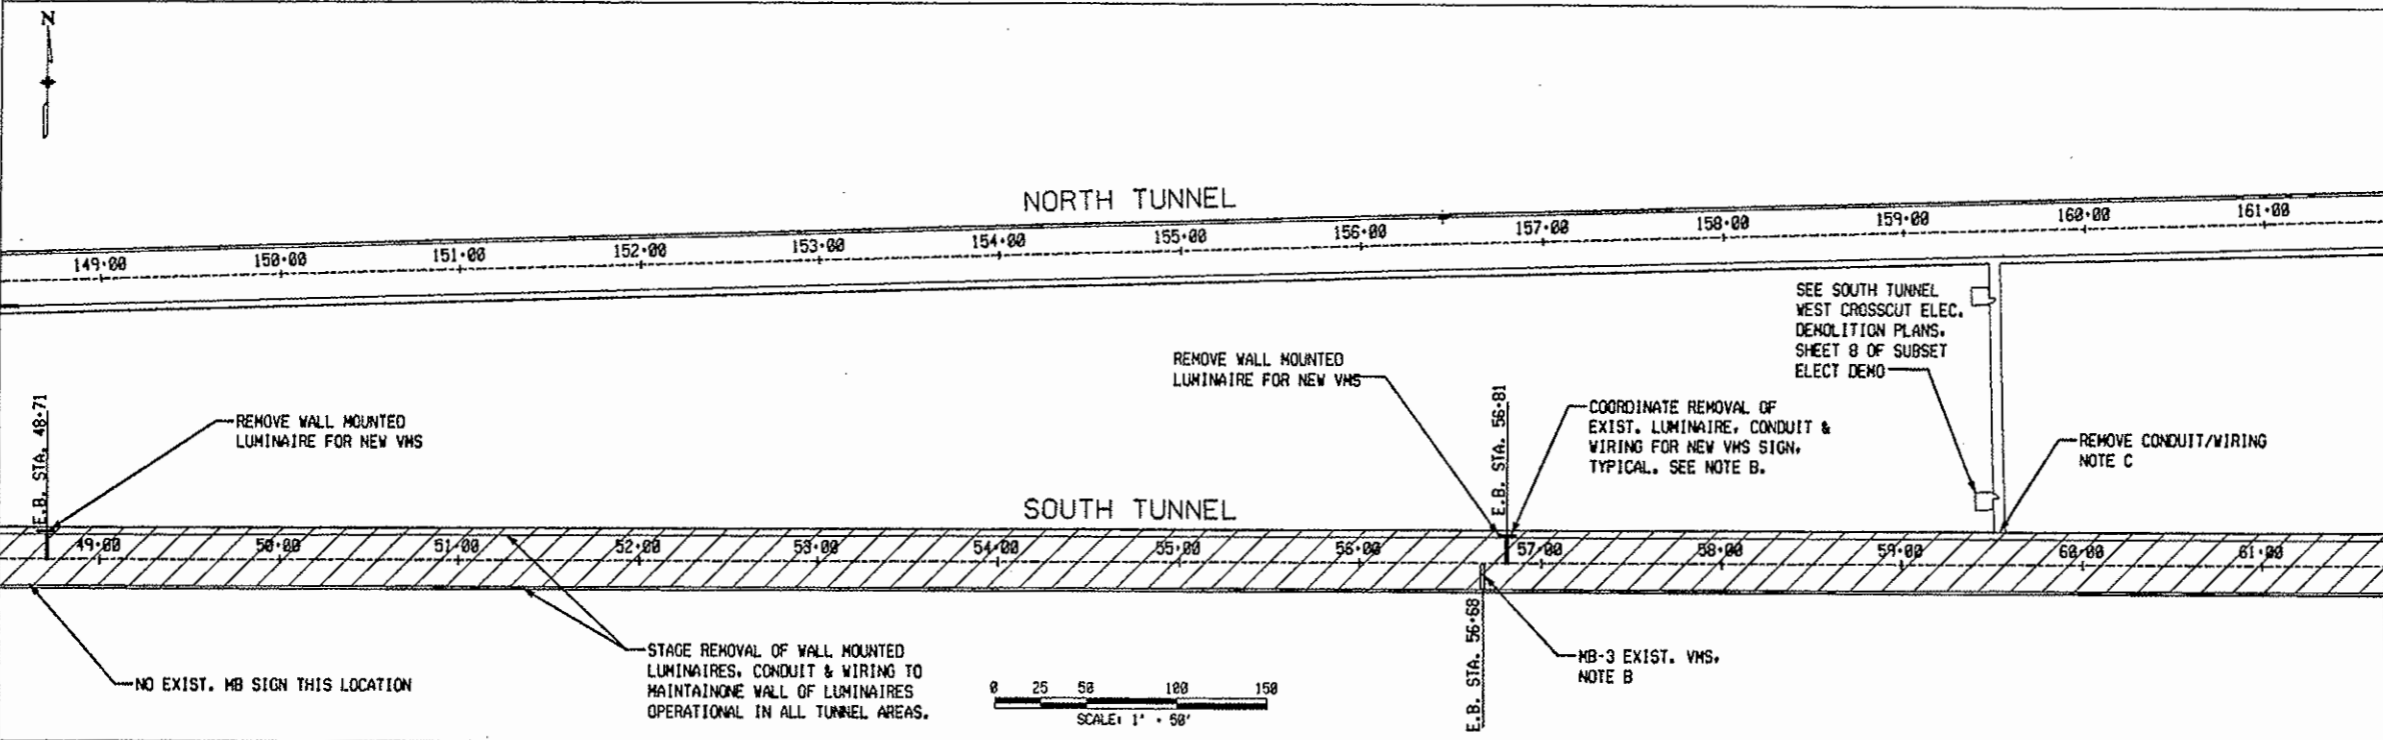 N
NORTH TUNNEL
149+00 150+00 151+00 152+00 153+00 154+00 155+00 156+00 157+00 158+00 159+00 160+00 161+00
SEE SOUTH TUNNEL
WEST CROSSCUT ELEC.
DEMOLITION PLANS.
SHEET 8 OF SUBSET
ELECT DEMO
REMOVE WALL MOUNTED
LUMINAIRE FOR NEW VMS
E.B. STA. 48+71
REMOVE WALL MOUNTED
LUMINAIRE FOR NEW VMS
E.B. STA. 56+81
COORDINATE REMOVAL OF
EXIST. LUMINAIRE, CONDUIT &
WIRING FOR NEW VMS SIGN,
TYPICAL. SEE NOTE B.
REMOVE CONDUIT/WIRING
NOTE C
SOUTH TUNNEL
49+00 50+00 51+00 52+00 53+00 54+00 55+00 56+00 57+00 58+00 59+00 60+00 61+00
NO EXIST. MB SIGN THIS LOCATION
STAGE REMOVAL OF WALL MOUNTED
LUMINAIRES, CONDUIT & WIRING TO
MAINTAINONE WALL OF LUMINAIRES
OPERATIONAL IN ALL TUNNEL AREAS.
0 25 50 100 150
SCALE: 1" = 50'
E.B. STA. 56+68
MB-3 EXIST. VMS,
NOTE B